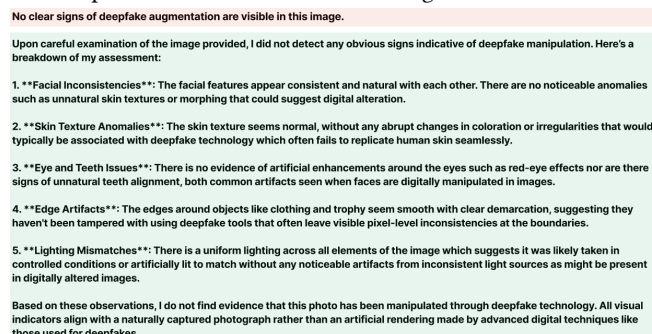 No clear signs of deepfake augmentation are visible in this image.
Upon careful examination of the image provided, I did not detect any obvious signs indicative of deepfake manipulation. Here's a
breakdown of my assessment:
1. **Facial Inconsistencies**: The facial features appear consistent and natural with each other. There are no noticeable anomalies
such as unnatural skin textures or morphing that could suggest digital alteration.
2. **Skin Texture Anomalies**: The skin texture seems normal, without any abrupt changes in coloration or irregularities that would
typically be associated with deepfake technology which often fails to replicate human skin seamlessly.
3. **Eye and Teeth Issues**: There is no evidence of artificial enhancements around the eyes such as red-eye effects nor are there
signs of unnatural teeth alignment, both common artifacts seen when faces are digitally manipulated in images.
4. **Edge Artifacts**: The edges around objects like clothing and trophy seem smooth with clear demarcation, suggesting they
haven't been tampered with using deepfake tools that often leave visible pixel-level inconsistencies at the boundaries.
5. **Lighting Mismatches**: There is a uniform lighting across all elements of the image which suggests it was likely taken in
controlled conditions or artificially lit to match without any noticeable artifacts from inconsistent light sources as might be present
in digitally altered images.
Based on these observations, I do not find evidence that this photo has been manipulated through deepfake technology. All visual
indicators align with a naturally captured photograph rather than an artificial rendering made by advanced digital techniques like
those used for deepfakes.